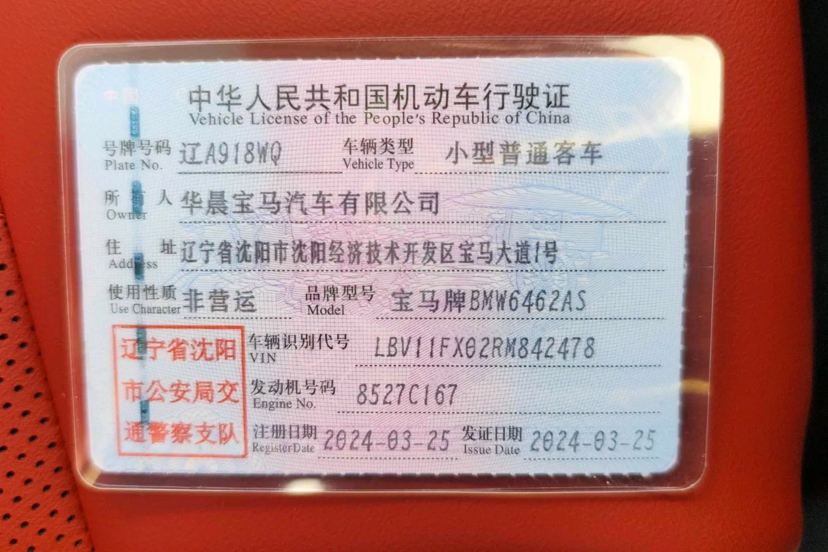 中华人民共和国机动车行驶证
Vehicle License of the People's Republic of China
号牌号码 辽A918WQ 车辆类型 小型普通客车
Plate No. Vehicle Type
所有人 华晨宝马汽车有限公司
Owner
住址 辽宁省沈阳市沈阳经济技术开发区宝马大道1号
Address
使用性质 非营运 品牌型号 宝马牌BMW6462AS
Use Character Model
辽宁省沈阳
市公安局交
通警察支队
车辆识别代号 LBV11FX02RM842478
VIN
发动机号码 8527C167
Engine No.
注册日期 2024-03-25 发证日期 2024-03-25
Register Date Issue Date